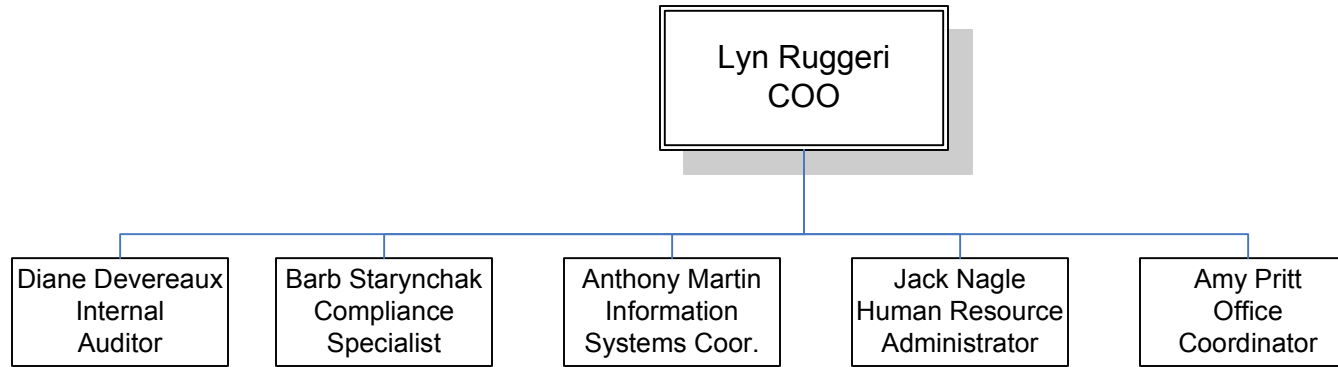 Lyn Ruggeri
COO
Diane Devereaux
Internal
Auditor
Barb Starynchak
Compliance
Specialist
Anthony Martin
Information
Systems Coor.
Jack Nagle
Human Resource
Administrator
Amy Pritt
Office
Coordinator